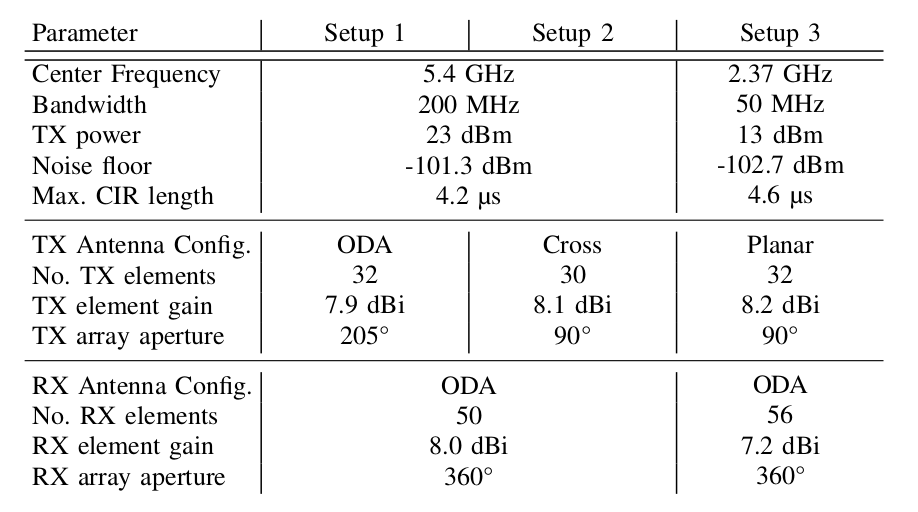 Parameter Setup 1 Setup 2 Setup 3
Center Frequency 5.4 GHz 2.37 GHz
Bandwidth 200 MHz 50 MHz
TX power 23 dBm 13 dBm
Noise floor -101.3 dBm -102.7 dBm
Max. CIR length 4.2 μs 4.6 μs
TX Antenna Config. ODA Cross Planar
No. TX elements 32 30 32
TX element gain 7.9 dBi 8.1 dBi 8.2 dBi
TX array aperture 205° 90° 90°
RX Antenna Config. ODA ODA
No. RX elements 50 56
RX element gain 8.0 dBi 7.2 dBi
RX array aperture 360° 360°